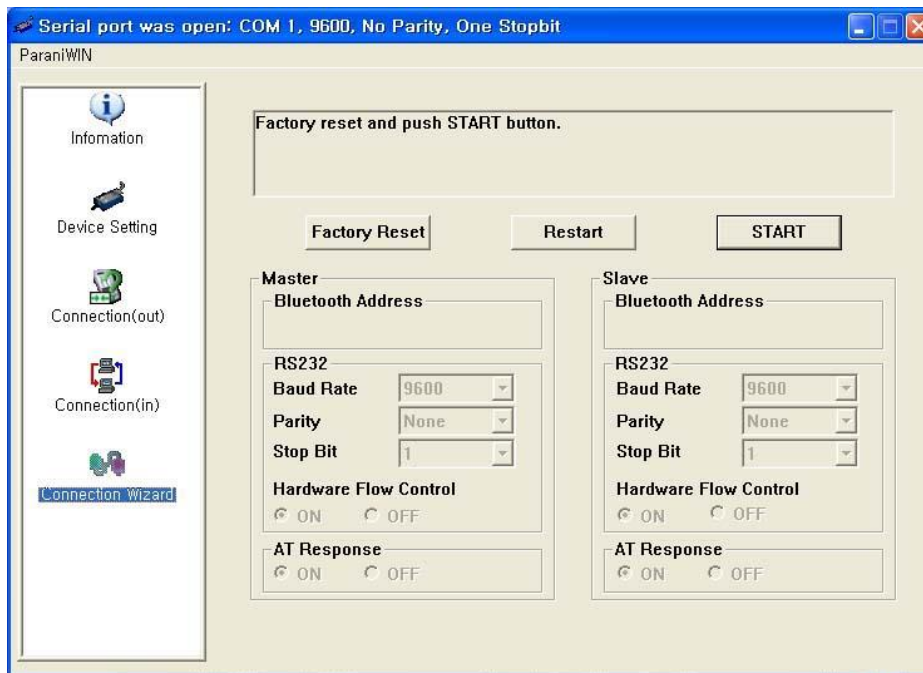 Serial port was open: COM 1, 9600, No Parity, One Stopbit
ParaniWIN
Infomation
Device Setting
Connection(out)
Connection(in)
Connection Wizard
Factory reset and push START button.
Factory Reset Restart START
Master
Bluetooth Address
RS232
Baud Rate 9600
Parity None
Stop Bit 1
Hardware Flow Control
ON OFF
AT Response
ON OFF
Slave
Bluetooth Address
RS232
Baud Rate 9600
Parity None
Stop Bit 1
Hardware Flow Control
ON OFF
AT Response
ON OFF